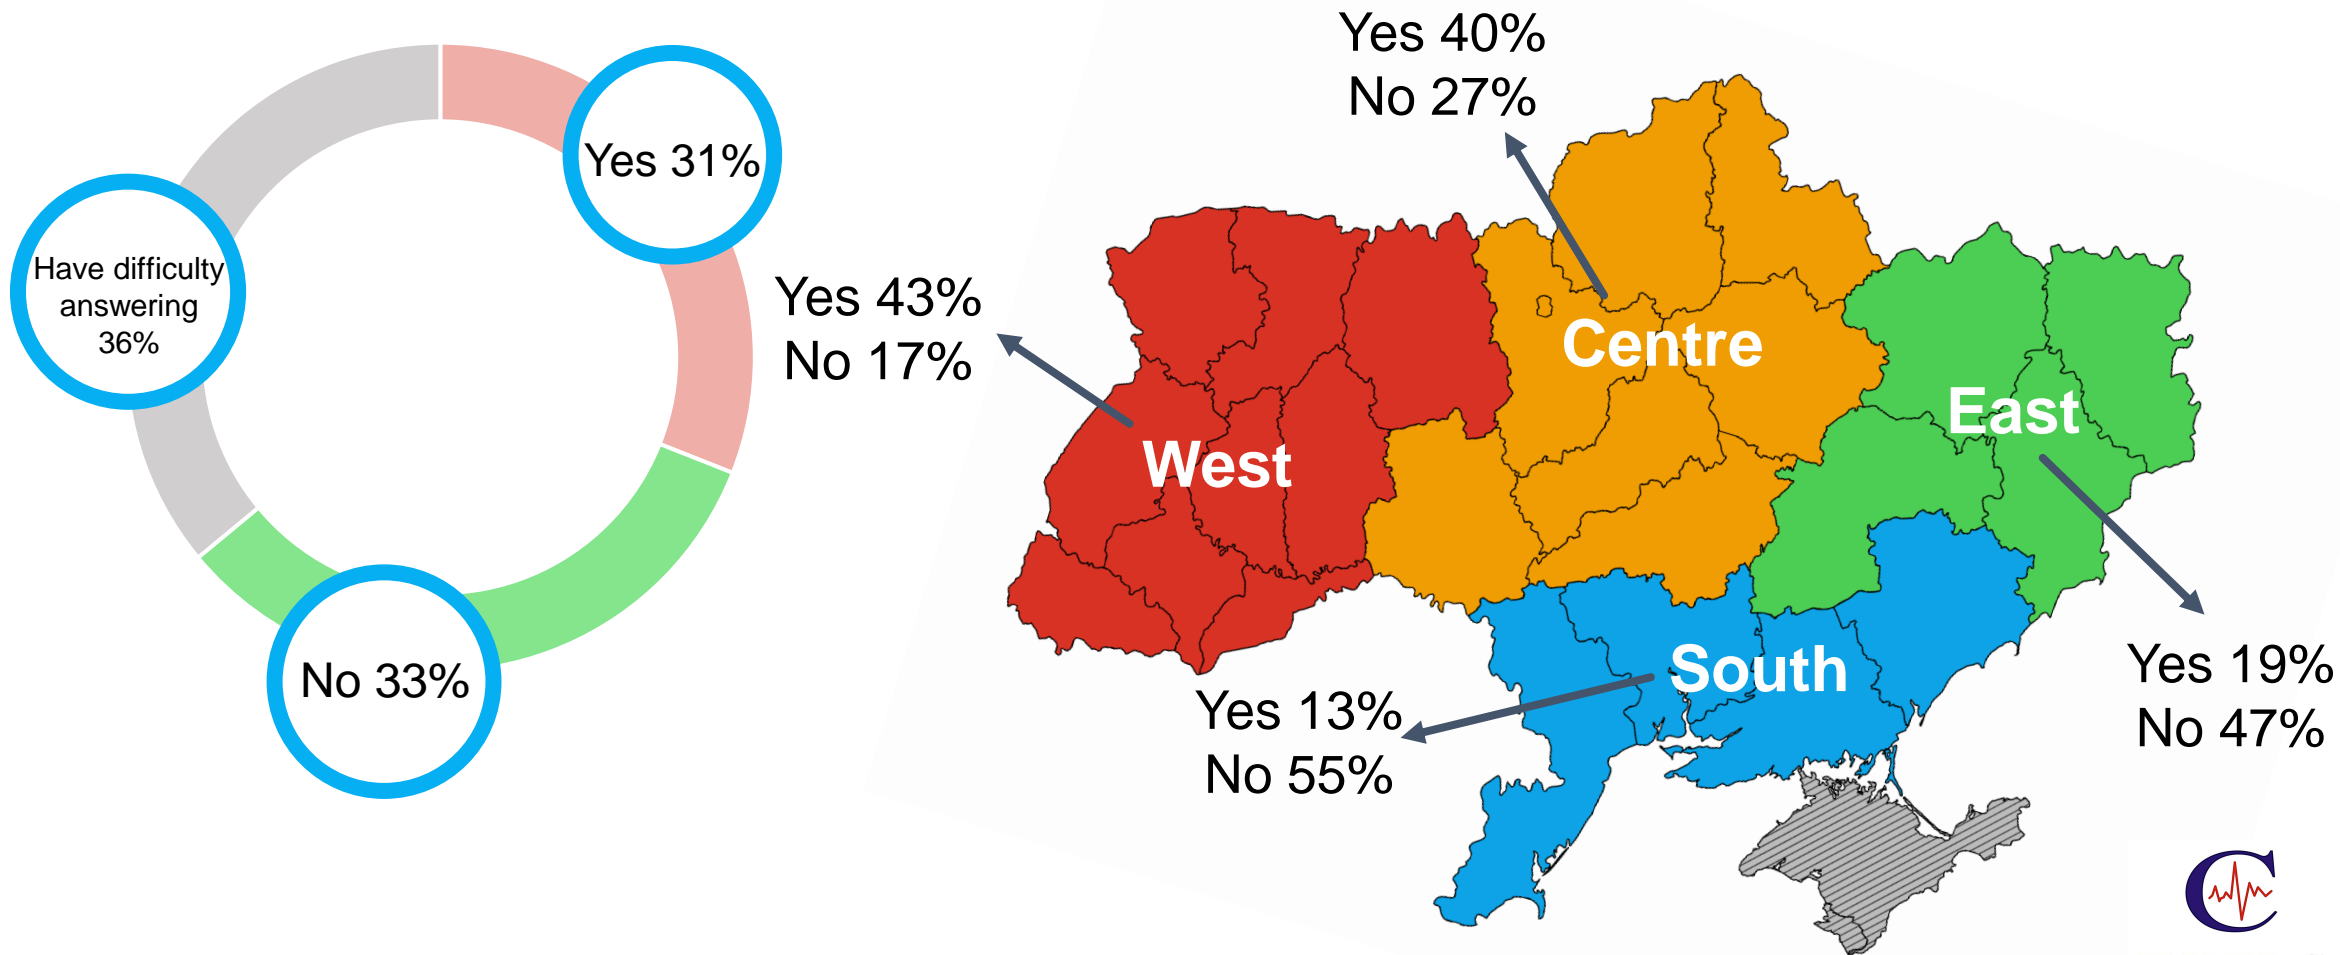 Yes 31%
Have difficulty
answering
36%
No 33%
Yes 40%
No 27%
Yes 43%
No 17%
Centre
East
West
South
Yes 13%
No 55%
Yes 19%
No 47%
C